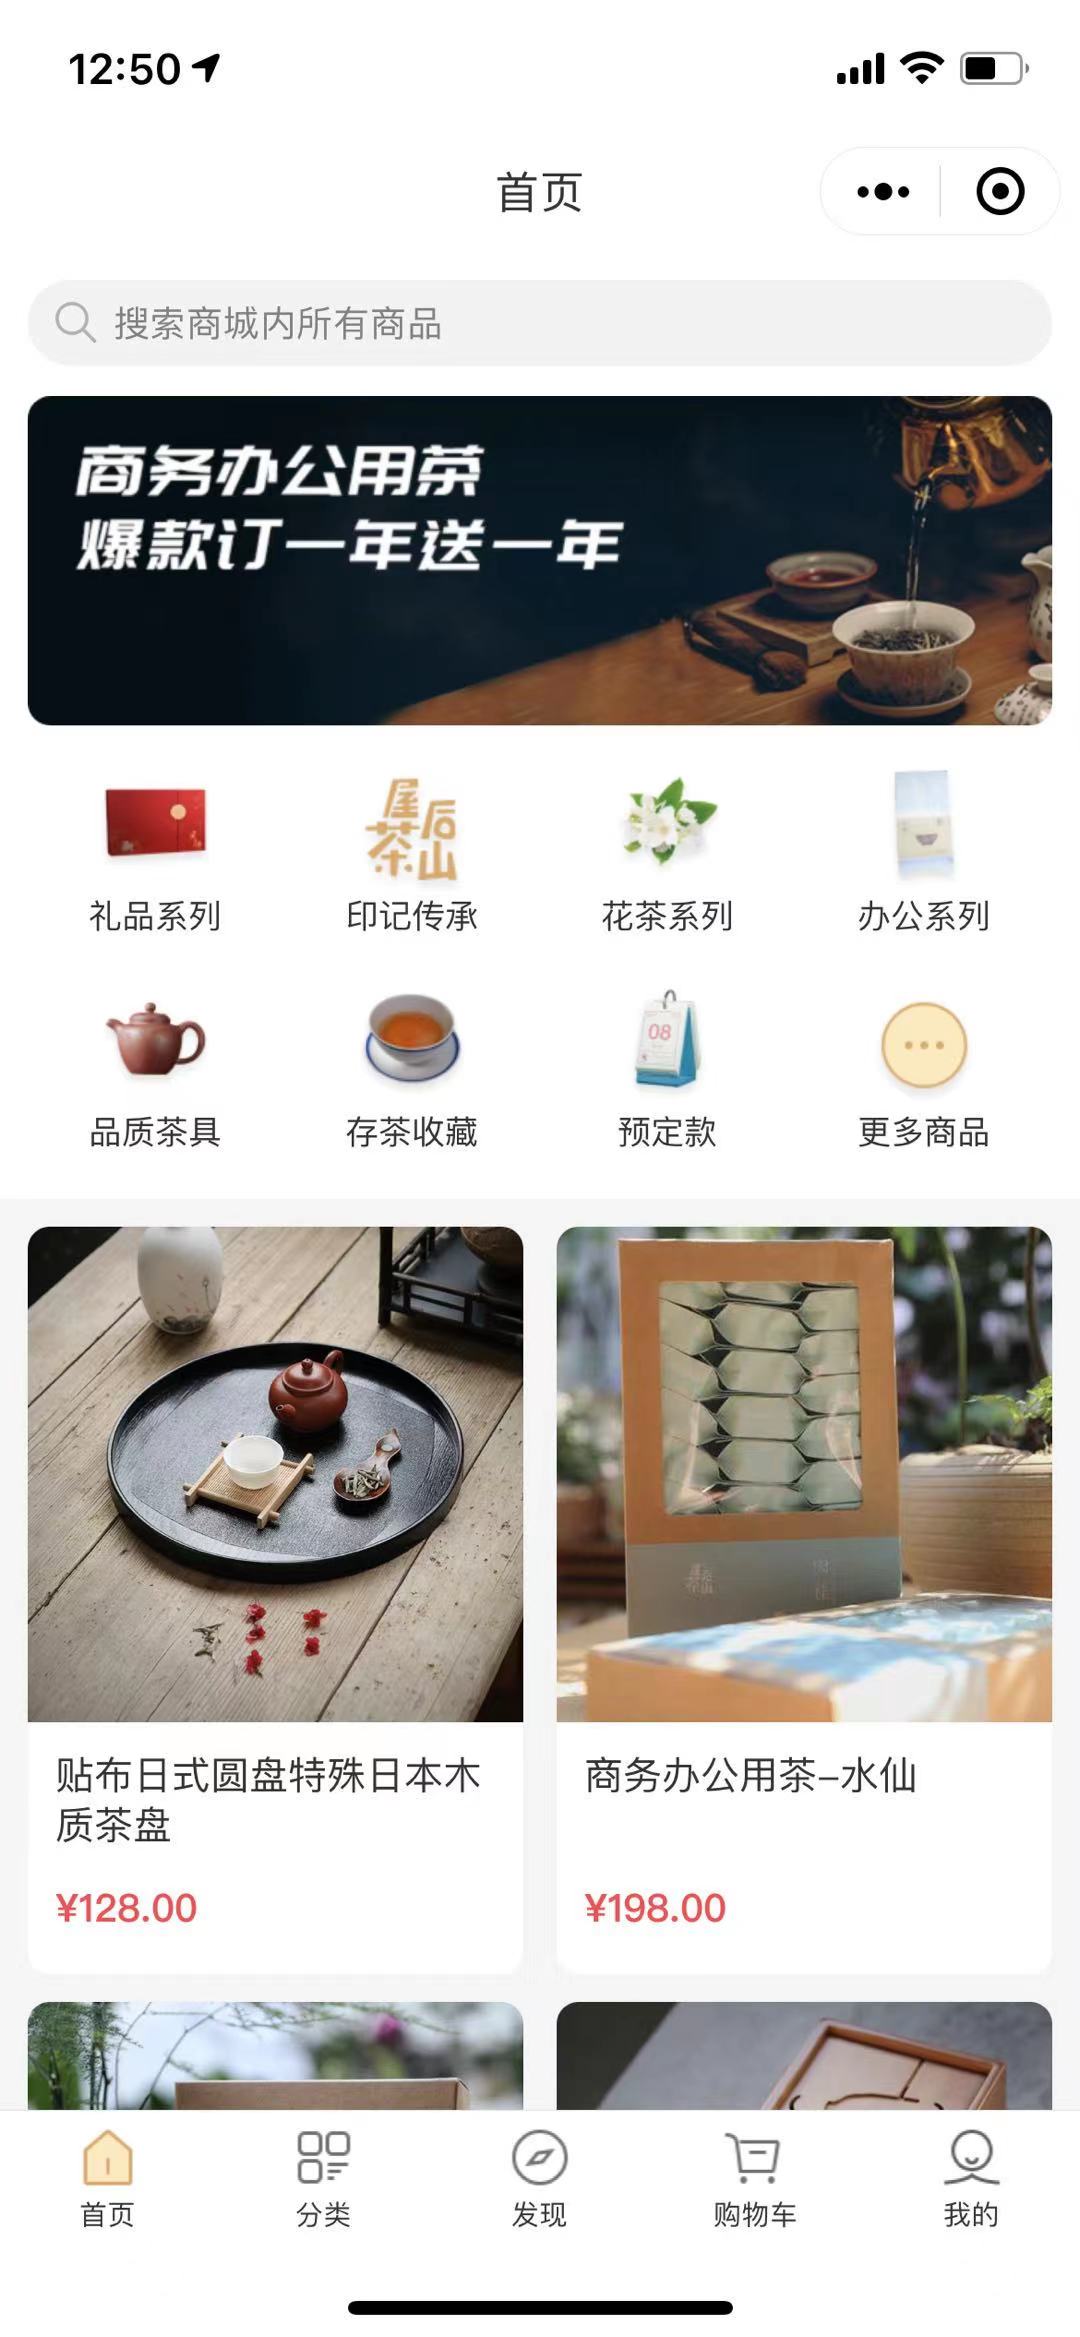 12:50
首页
搜索商城内所有商品
商务办公用茶
爆款订一年送一年
屋后
茶山
礼品系列
印记传承
花茶系列
办公系列
08
品质茶具
存茶收藏
预定款
更多商品
贴布日式圆盘特殊日本木
质茶盘
商务办公用茶–水仙
¥128.00
¥198.00
首页
分类
发现
购物车
我的